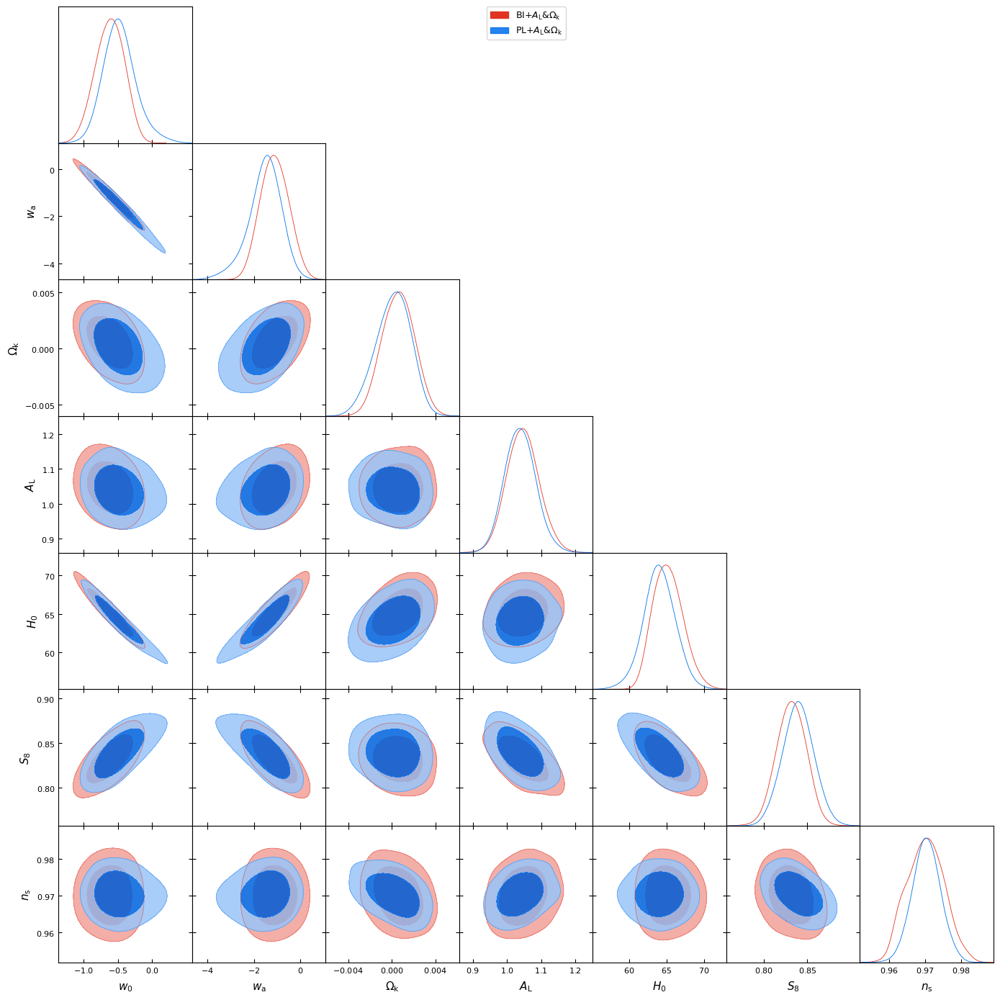 BI+A_L&Ω_k
PL+A_L&Ω_k
w_a
0
−2
−4
Ω_k
0.005
0.000
−0.005
A_L
1.2
1.1
1.0
0.9
H_0
70
65
60
S_8
0.90
0.85
0.80
n_s
0.98
0.97
0.96
−1.0 −0.5 0.0 −4 −2 0 −0.004 0.000 0.004 0.9 1.0 1.1 1.2 60 65 70 0.80 0.85 0.96 0.97 0.98
w_0 w_a Ω_k A_L H_0 S_8 n_s